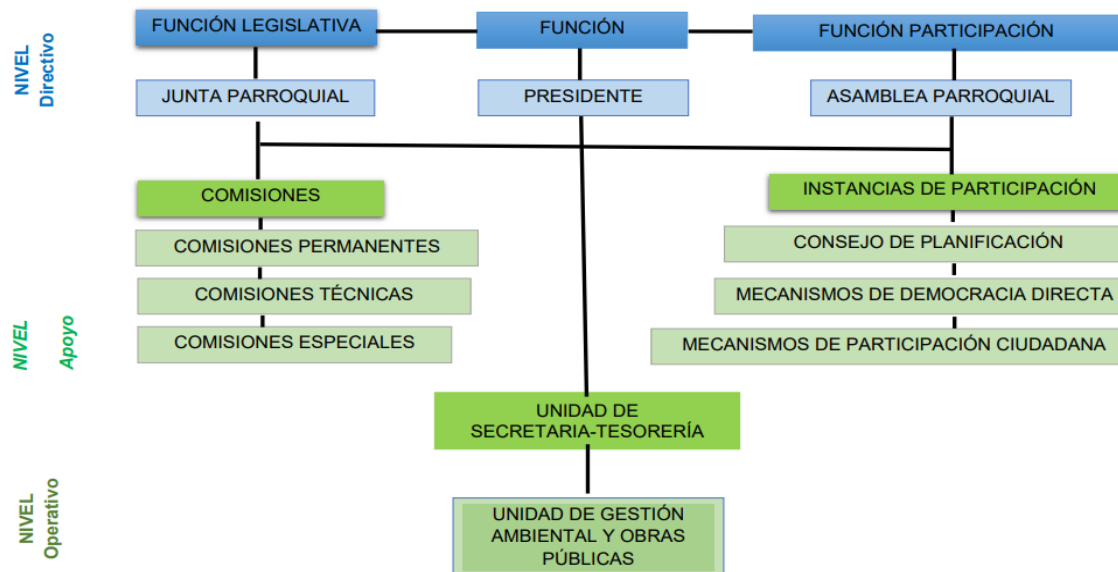 NIVEL
Directivo
FUNCIÓN LEGISLATIVA
FUNCIÓN
FUNCIÓN PARTICIPACIÓN
JUNTA PARROQUIAL
PRESIDENTE
ASAMBLEA PARROQUIAL
NIVEL
Apoyo
COMISIONES
INSTANCIAS DE PARTICIPACIÓN
COMISIONES PERMANENTES
CONSEJO DE PLANIFICACIÓN
COMISIONES TÉCNICAS
MECANISMOS DE DEMOCRACIA DIRECTA
COMISIONES ESPECIALES
MECANISMOS DE PARTICIPACIÓN CIUDADANA
UNIDAD DE
SECRETARIA-TESORERÍA
NIVEL
Operativo
UNIDAD DE GESTIÓN
AMBIENTAL Y OBRAS
PÚBLICAS